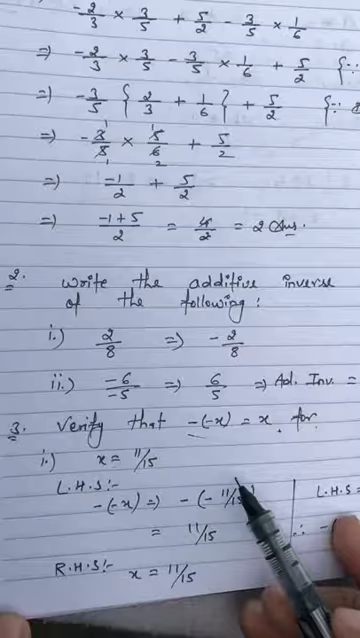 -2/3 × 3/5 + 5/2 - 3/5 × 1/6
=) -2/3 × 3/5 - 3/5 × 1/6 + 5/2 {∵
=) -3/5 { 2/3 + 1/6 } + 5/2 {∵
=) -3/5 × 5/6 + 5/2
=) -1/2 + 5/2
=) -1+5/2 = 4/2 = 2 Ans.
2. Write the additive inverse
of the following:
i.) 2/8 =) -2/8
ii.) -6/-5 =) 6/5 =) Ad. Inv. =
3. Verify that -(-x) = x, for
i.) x = 11/15
L.H.S:- L.H.S =
-(-x) =) -(-11/15) ∴ -
= 11/15
R.H.S:- x = 11/15